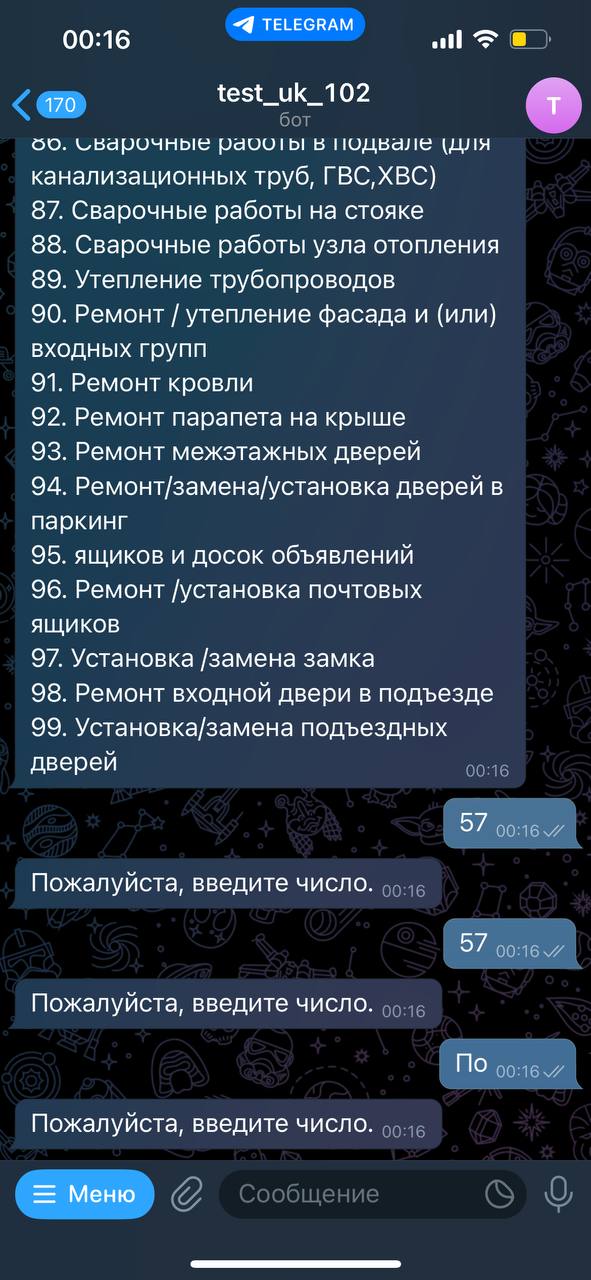 00:16
TELEGRAM
170
test_uk_102
бот
T
86. Сварочные работы в подвале (для
канализационных труб, ГВС,ХВС)
87. Сварочные работы на стояке
88. Сварочные работы узла отопления
89. Утепление трубопроводов
90. Ремонт / утепление фасада и (или)
входных групп
91. Ремонт кровли
92. Ремонт парапета на крыше
93. Ремонт межэтажных дверей
94. Ремонт/замена/установка дверей в
паркинг
95. ящиков и досок объявлений
96. Ремонт /установка почтовых
ящиков
97. Установка /замена замка
98. Ремонт входной двери в подъезде
99. Установка/замена подъездных
дверей
00:16
57 00:16
Пожалуйста, введите число. 00:16
57 00:16
Пожалуйста, введите число. 00:16
По 00:16
Пожалуйста, введите число. 00:16
Меню
Сообщение